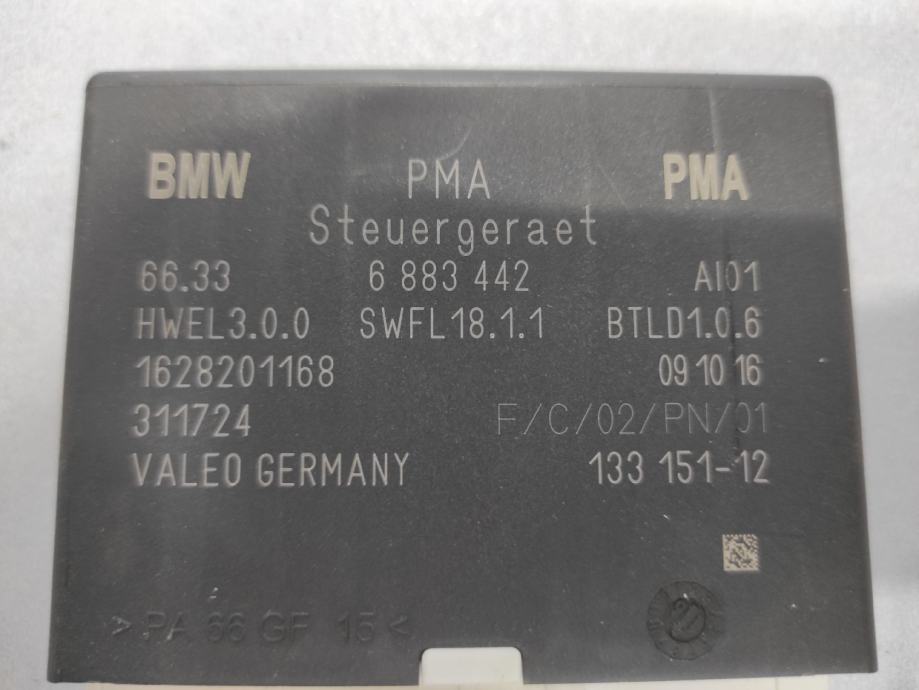 BMW PMA PMA
Steuergeraet
66.33 6 883 442 AI01
HWEL3.0.0 SWFL18.1.1 BTLD1.0.6
1628201168 09 10 16
311724 F/C/02/PN/01
VALEO GERMANY 133 151-12
> PA 66 GF 15 <